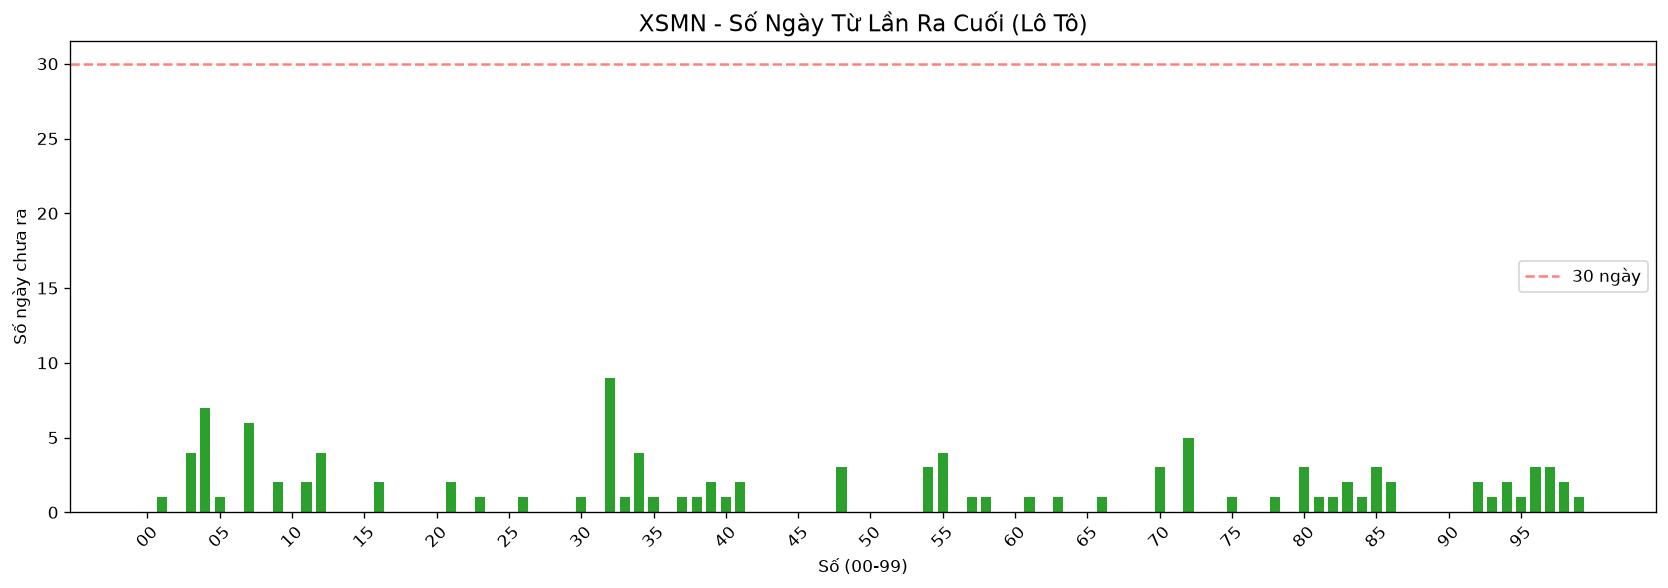 XSMN - Số Ngày Từ Lần Ra Cuối (Lô Tô)
Số ngày chưa ra
30
25
20
15
10
5
0
30 ngày
00 05 10 15 20 25 30 35 40 45 50 55 60 65 70 75 80 85 90 95
Số (00-99)